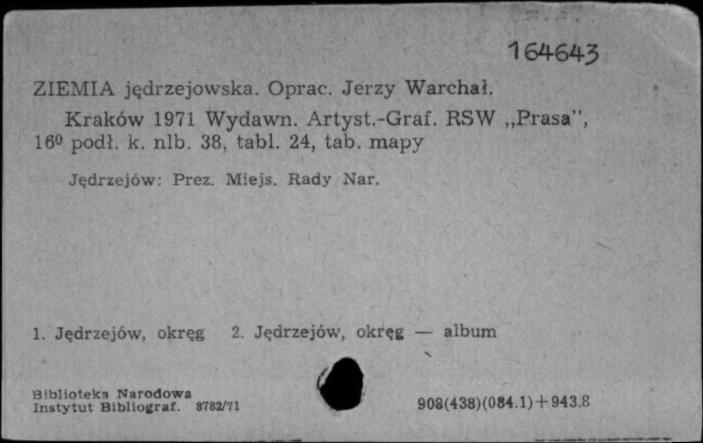 164643
ZIEMIA jędrzejowska. Oprac. Jerzy Warchał.
Kraków 1971 Wydawn. Artyst.-Graf. RSW „Prasa”,
16⁰ podł. k. nlb. 38, tabl. 24, tab. mapy
Jędrzejów: Prez. Miejs. Rady Nar.
1. Jędrzejów, okręg 2. Jędrzejów, okręg — album
Biblioteka Narodowa
Instytut Bibliograf. 8782/71
908(438)(084.1)+943.8